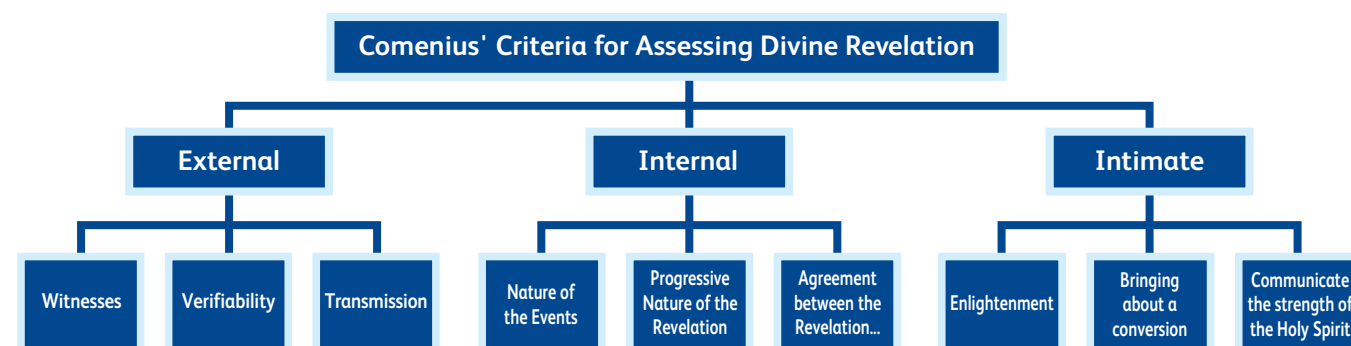 Comenius' Criteria for Assessing Divine Revelation
External
Internal
Intimate
Witnesses
Verifiability
Transmission
Nature of
the Events
Progressive
Nature of the
Revelation
Agreement
between the
Revelation...
Enlightenment
Bringing
about a
conversion
Communicate
the strength of
the Holy Spirit